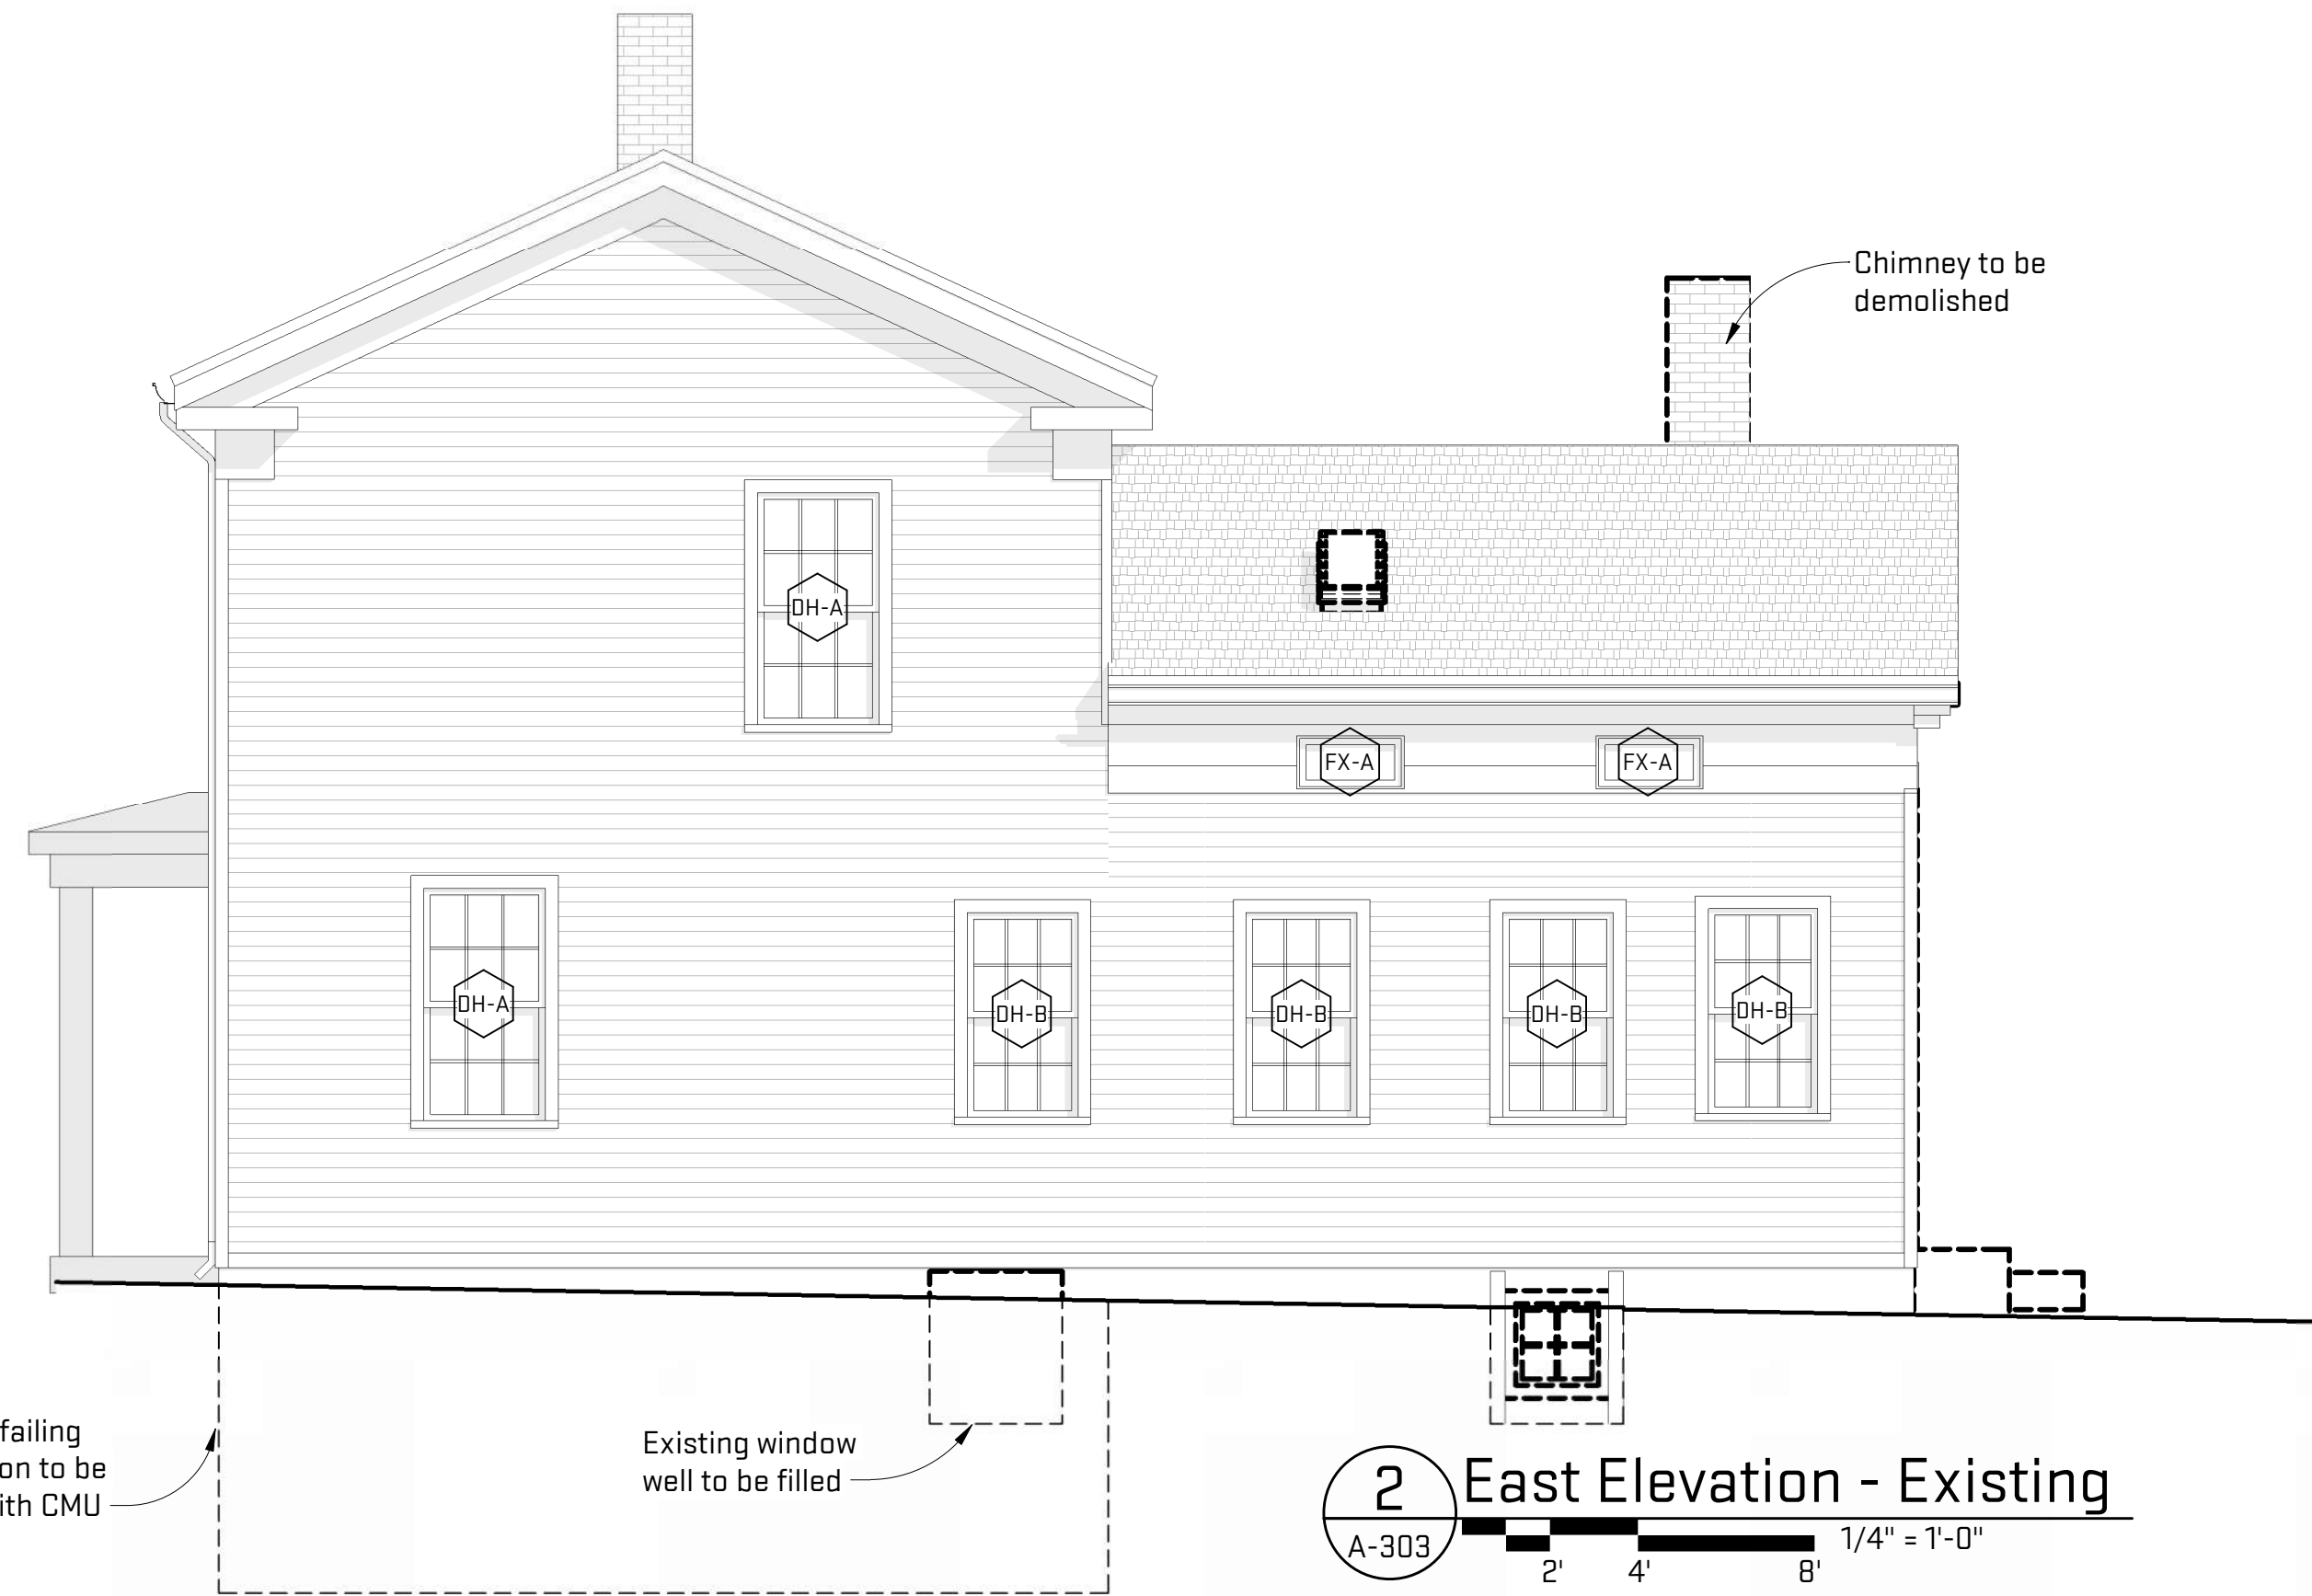 Chimney to be
demolished
DH-A
FX-A
FX-A
DH-A
DH-B
DH-B
DH-B
DH-B
failing
on to be
ith CMU
Existing window
well to be filled
2
East Elevation - Existing
A-303
1/4" = 1'-0"
2'
4'
8'